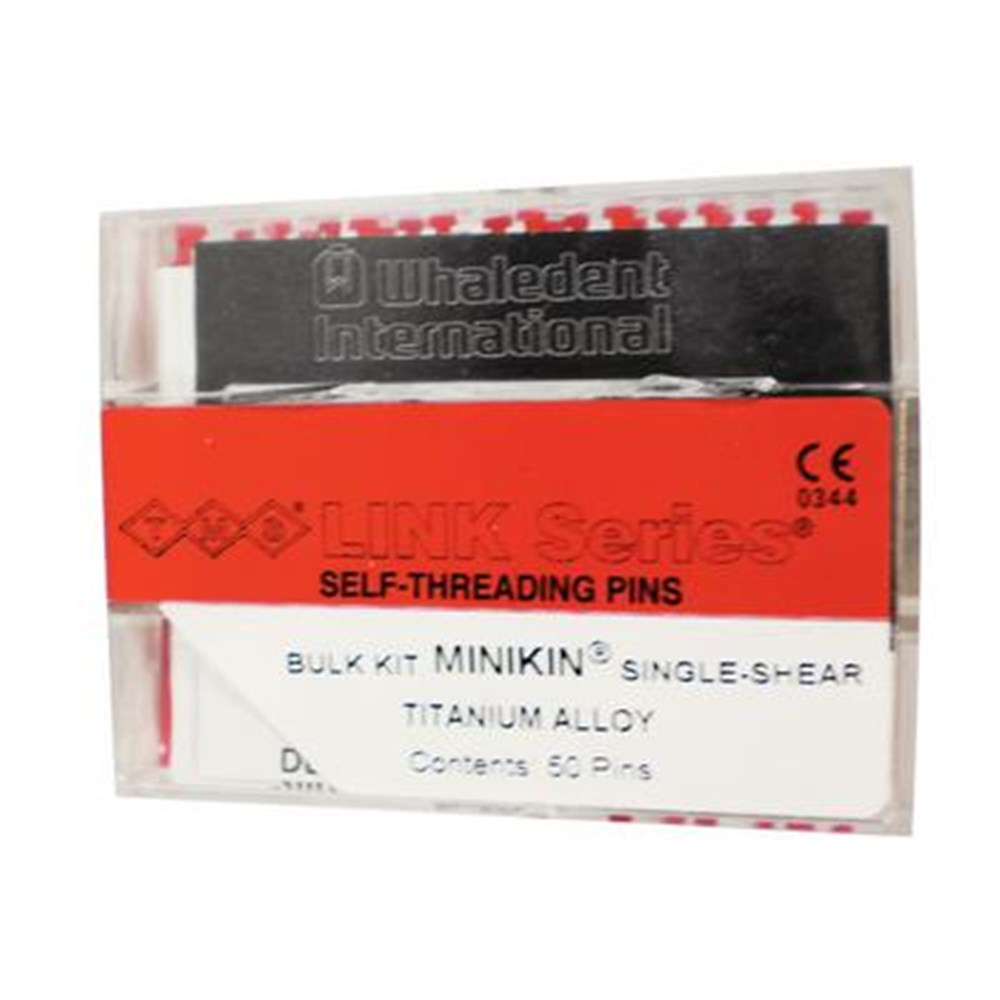 Whaledent
International
CE
0344
TMS® LINK Series®
SELF-THREADING PINS
BULK KIT MINIKIN® SINGLE-SHEAR
TITANIUM ALLOY
Contents 50 Pins